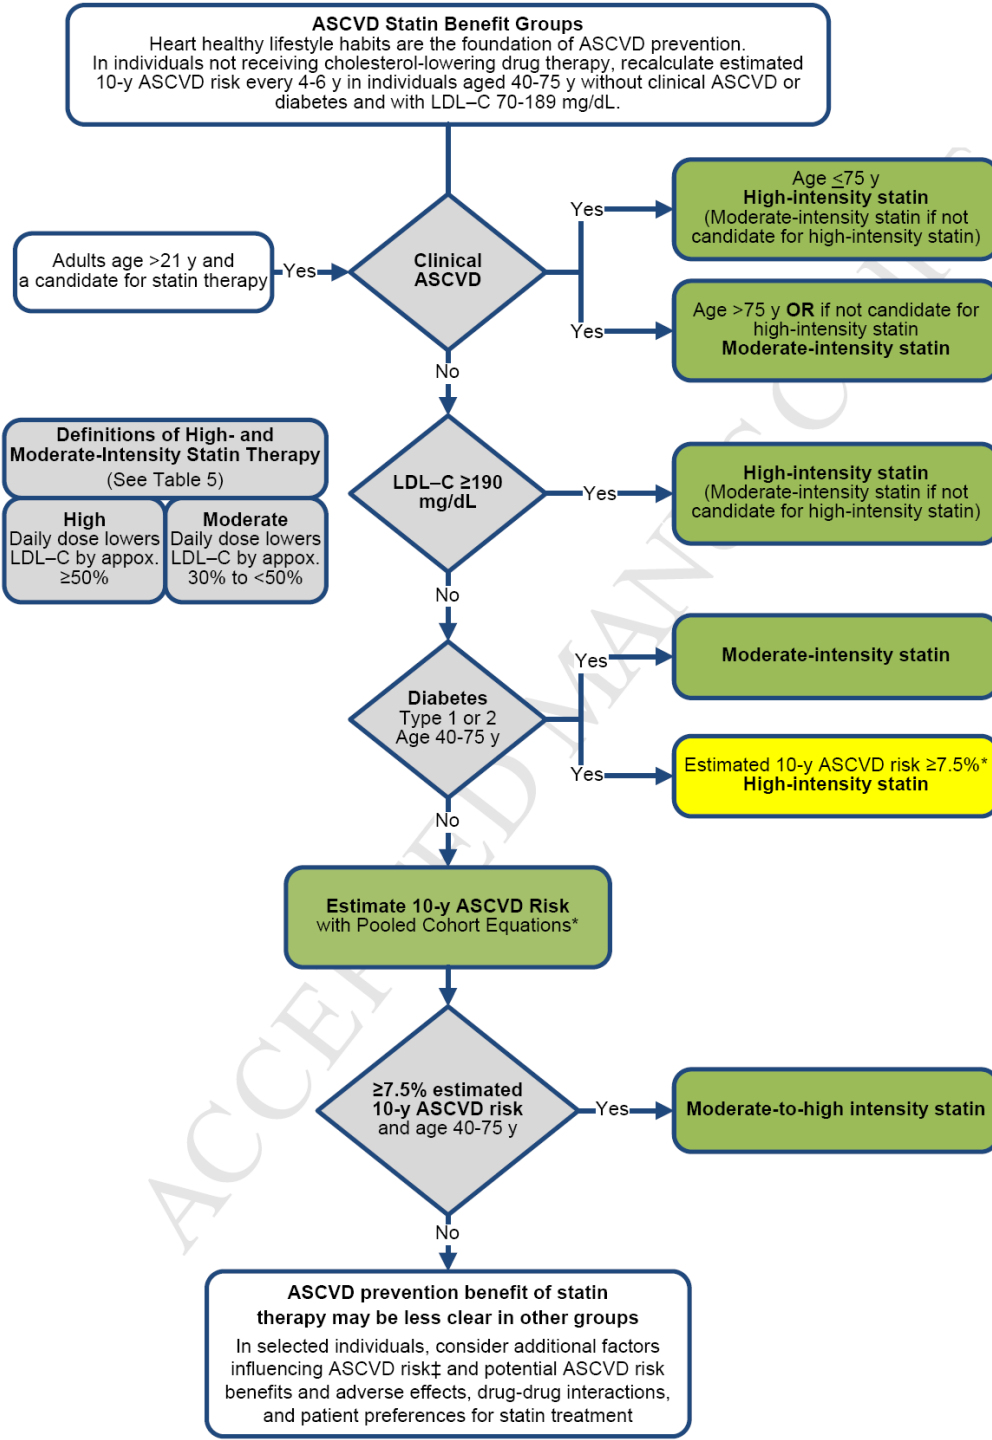 ASCVD Statin Benefit Groups
Heart healthy lifestyle habits are the foundation of ASCVD prevention.
In individuals not receiving cholesterol-lowering drug therapy, recalculate estimated
10-y ASCVD risk every 4-6 y in individuals aged 40-75 y without clinical ASCVD or
diabetes and with LDL–C 70-189 mg/dL.
Adults age >21 y and
a candidate for statin therapy
Yes
Clinical
ASCVD
Yes
Age ≤75 y
High-intensity statin
(Moderate-intensity statin if not
candidate for high-intensity statin)
Yes
Age >75 y OR if not candidate for
high-intensity statin
Moderate-intensity statin
No
Definitions of High- and
Moderate-Intensity Statin Therapy
(See Table 5)
High
Daily dose lowers
LDL–C by appox.
≥50%
Moderate
Daily dose lowers
LDL–C by appox.
30% to <50%
LDL–C ≥190
mg/dL
Yes
High-intensity statin
(Moderate-intensity statin if not
candidate for high-intensity statin)
No
Diabetes
Type 1 or 2
Age 40-75 y
Yes
Moderate-intensity statin
Yes
Estimated 10-y ASCVD risk ≥7.5%*
High-intensity statin
No
Estimate 10-y ASCVD Risk
with Pooled Cohort Equations*
≥7.5% estimated
10-y ASCVD risk
and age 40-75 y
Yes
Moderate-to-high intensity statin
No
ASCVD prevention benefit of statin
therapy may be less clear in other groups
In selected individuals, consider additional factors
influencing ASCVD risk‡ and potential ASCVD risk
benefits and adverse effects, drug-drug interactions,
and patient preferences for statin treatment